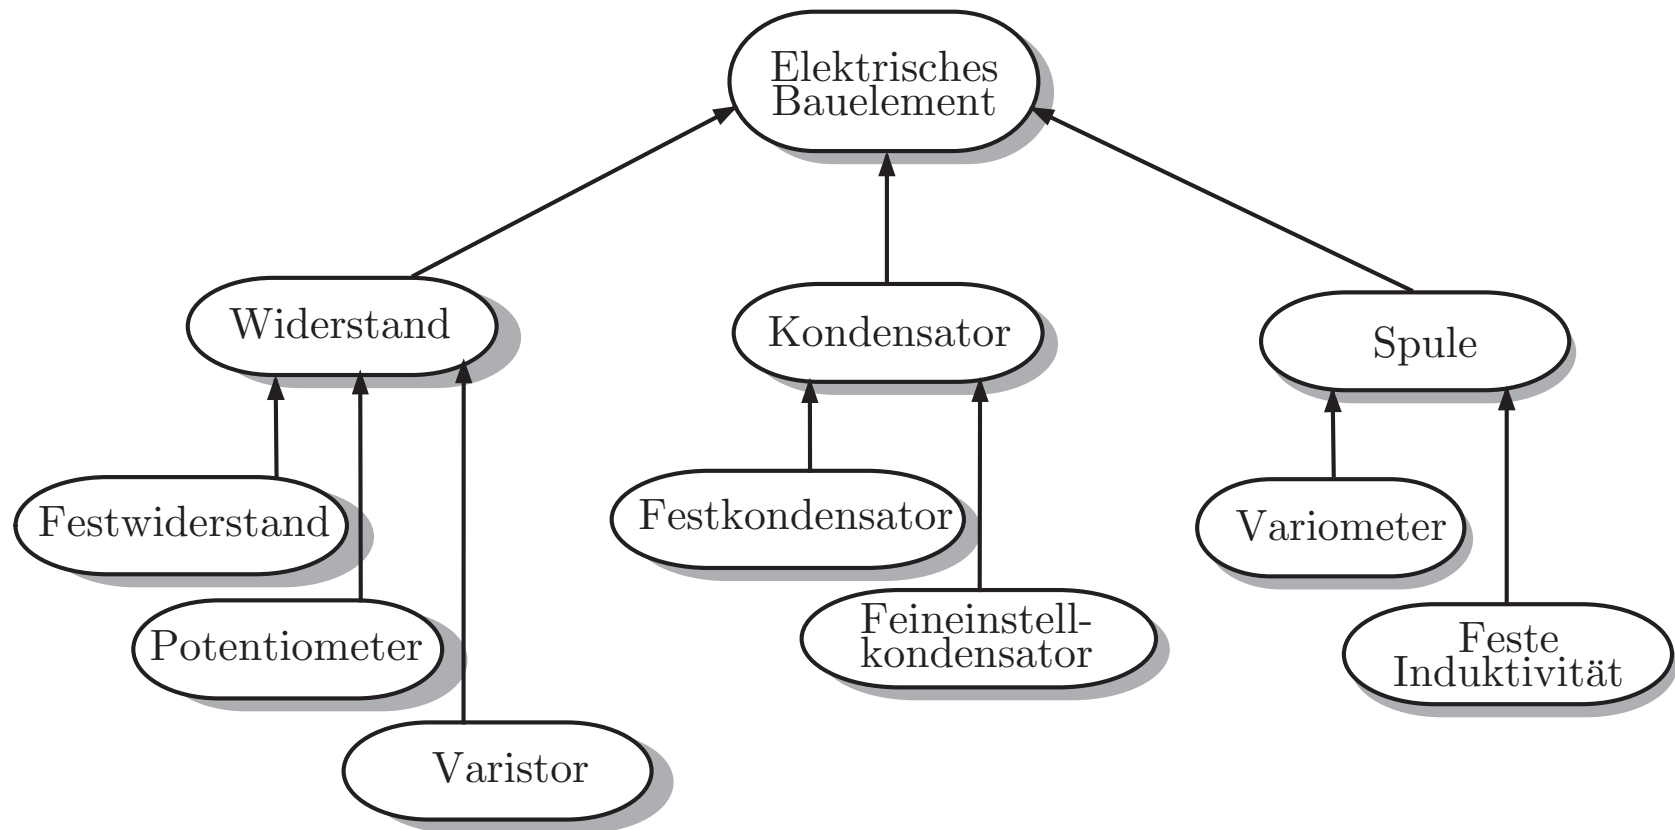 Elektrisches
Bauelement
Widerstand
Kondensator
Spule
Festwiderstand
Festkondensator
Variometer
Potentiometer
Feineinstell-
kondensator
Feste
Induktivität
Varistor